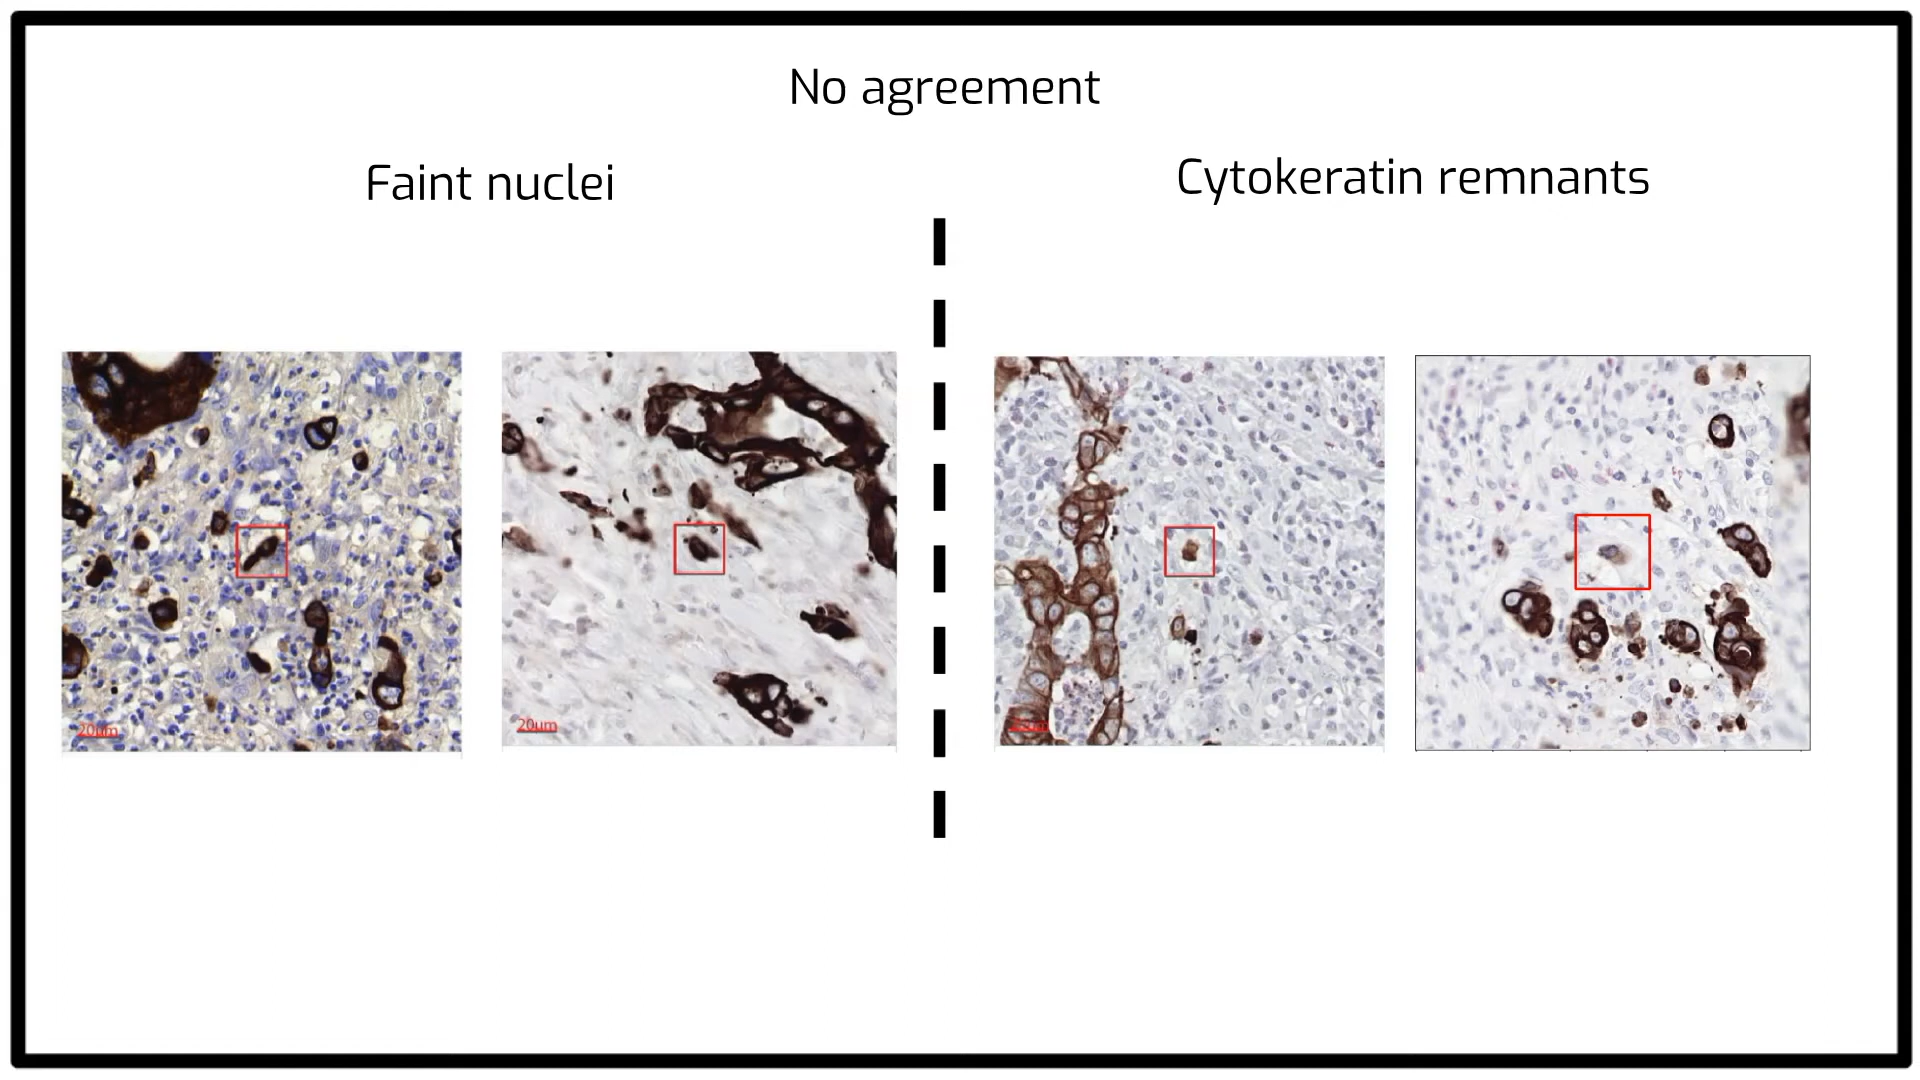 No agreement
Faint nuclei
Cytokeratin remnants
20um
20um